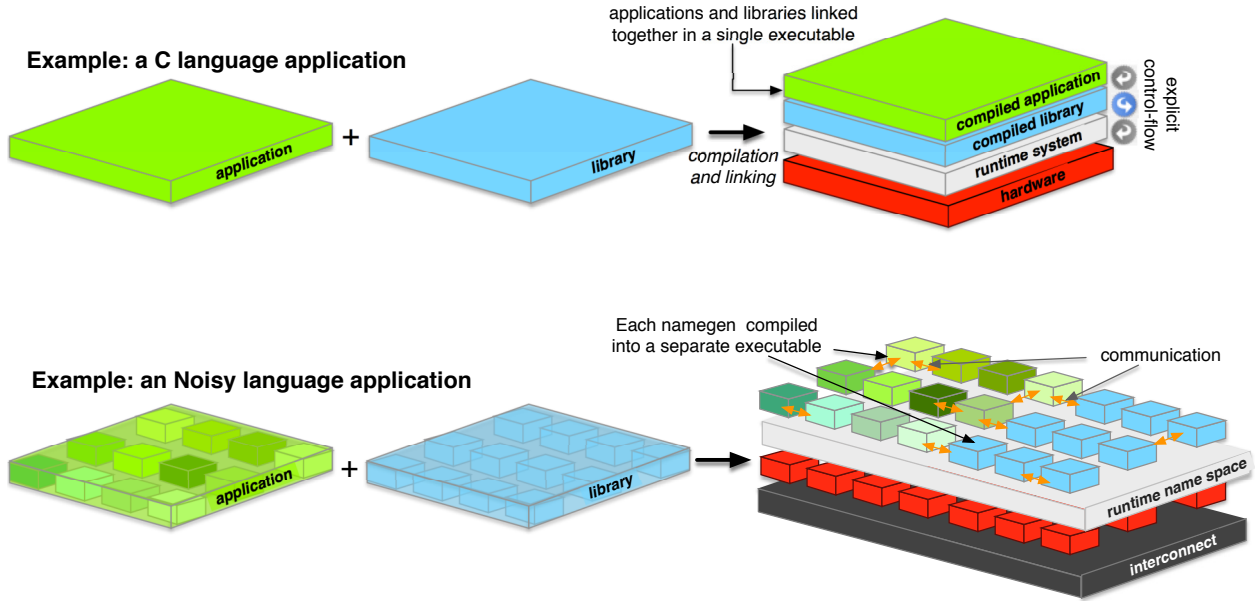 applications and libraries linked
together in a single executable
Example: a C language application
application
+
library
compilation
and linking
compiled application
compiled library
runtime system
hardware
explicit
control-flow
Each namegen compiled
into a separate executable
communication
Example: an Noisy language application
application
+
library
runtime name space
interconnect